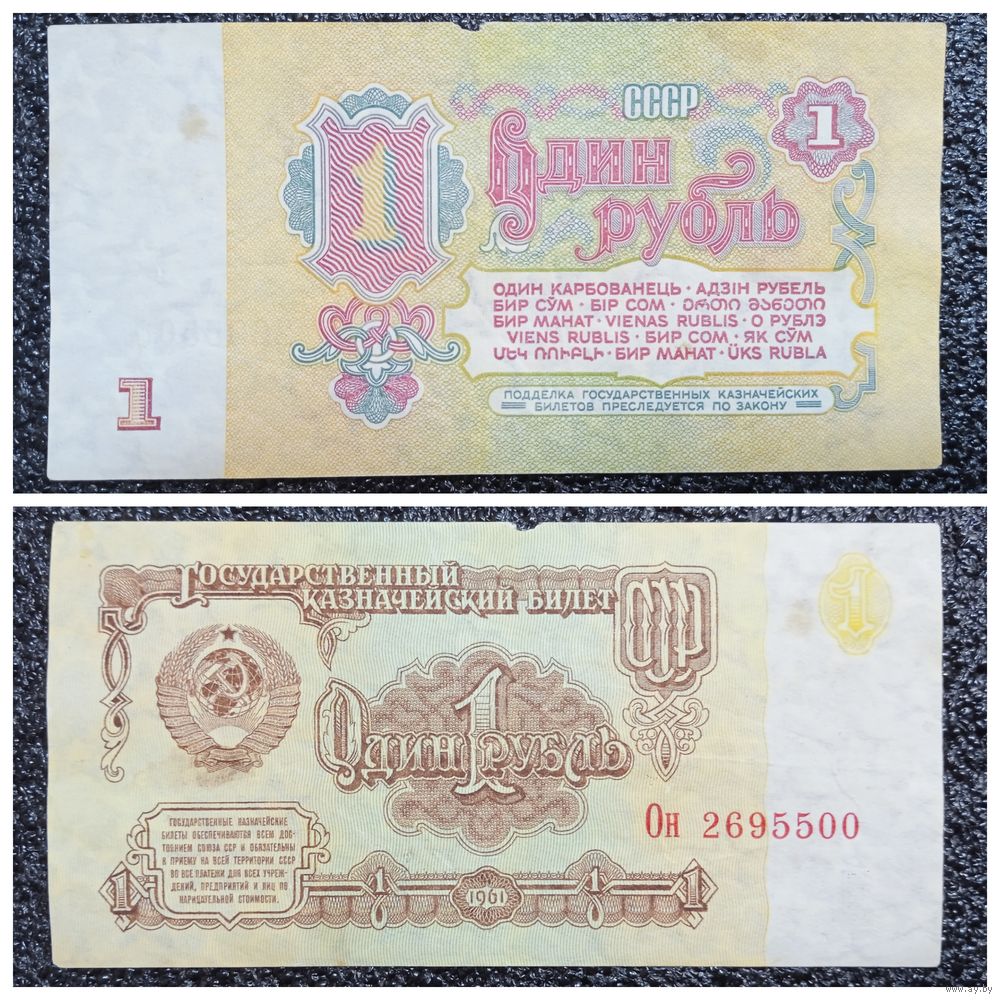 СССР
1
Один
рубль
1
ОДИН КАРБОВАНЕЦЬ · АДЗІН РУБЕЛЬ
БИР СЎМ · БІР СОМ · ერთი მანეთი
БИР МАНАТ · VIENAS RUBLIS · О РУБЛЭ
VIENS RUBLIS · БИР СОМ · ЯК СЎМ
ՄԵԿ ՌՈՒԲԼԻ · БИР МАНАТ · ÜKS RUBLA
ПОДДЕЛКА ГОСУДАРСТВЕННЫХ КАЗНАЧЕЙСКИХ
БИЛЕТОВ ПРЕСЛЕДУЕТСЯ ПО ЗАКОНУ
1
ГОСУДАРСТВЕННЫЙ
КАЗНАЧЕЙСКИЙ БИЛЕТ
СССР
1
ОДИН 1 РУБЛЬ
ГОСУДАРСТВЕННЫЕ КАЗНАЧЕЙСКИЕ
БИЛЕТЫ ОБЕСПЕЧИВАЮТСЯ ВСЕМ ДОС-
ТОЯНИЕМ СОЮЗА ССР И ОБЯЗАТЕЛЬНЫ
К ПРИЕМУ НА ВСЕЙ ТЕРРИТОРИИ СССР
ВО ВСЕ ПЛАТЕЖИ ДЛЯ ВСЕХ УЧРЕЖ-
ДЕНИЙ, ПРЕДПРИЯТИЙ И ЛИЦ ПО
НАРИЦАТЕЛЬНОЙ СТОИМОСТИ.
Он 2695500
1 1 1961 1 1
www.ay.by